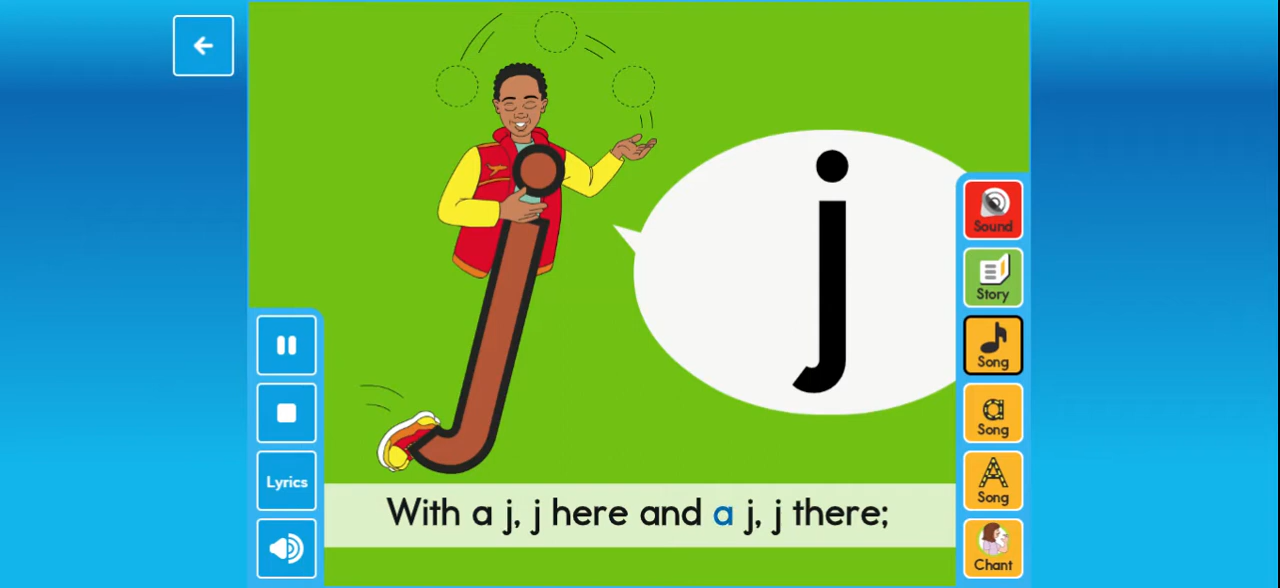 j
Sound
Story
Song
Song
Song
Chant
Lyrics
With a j, j here and a j, j there;